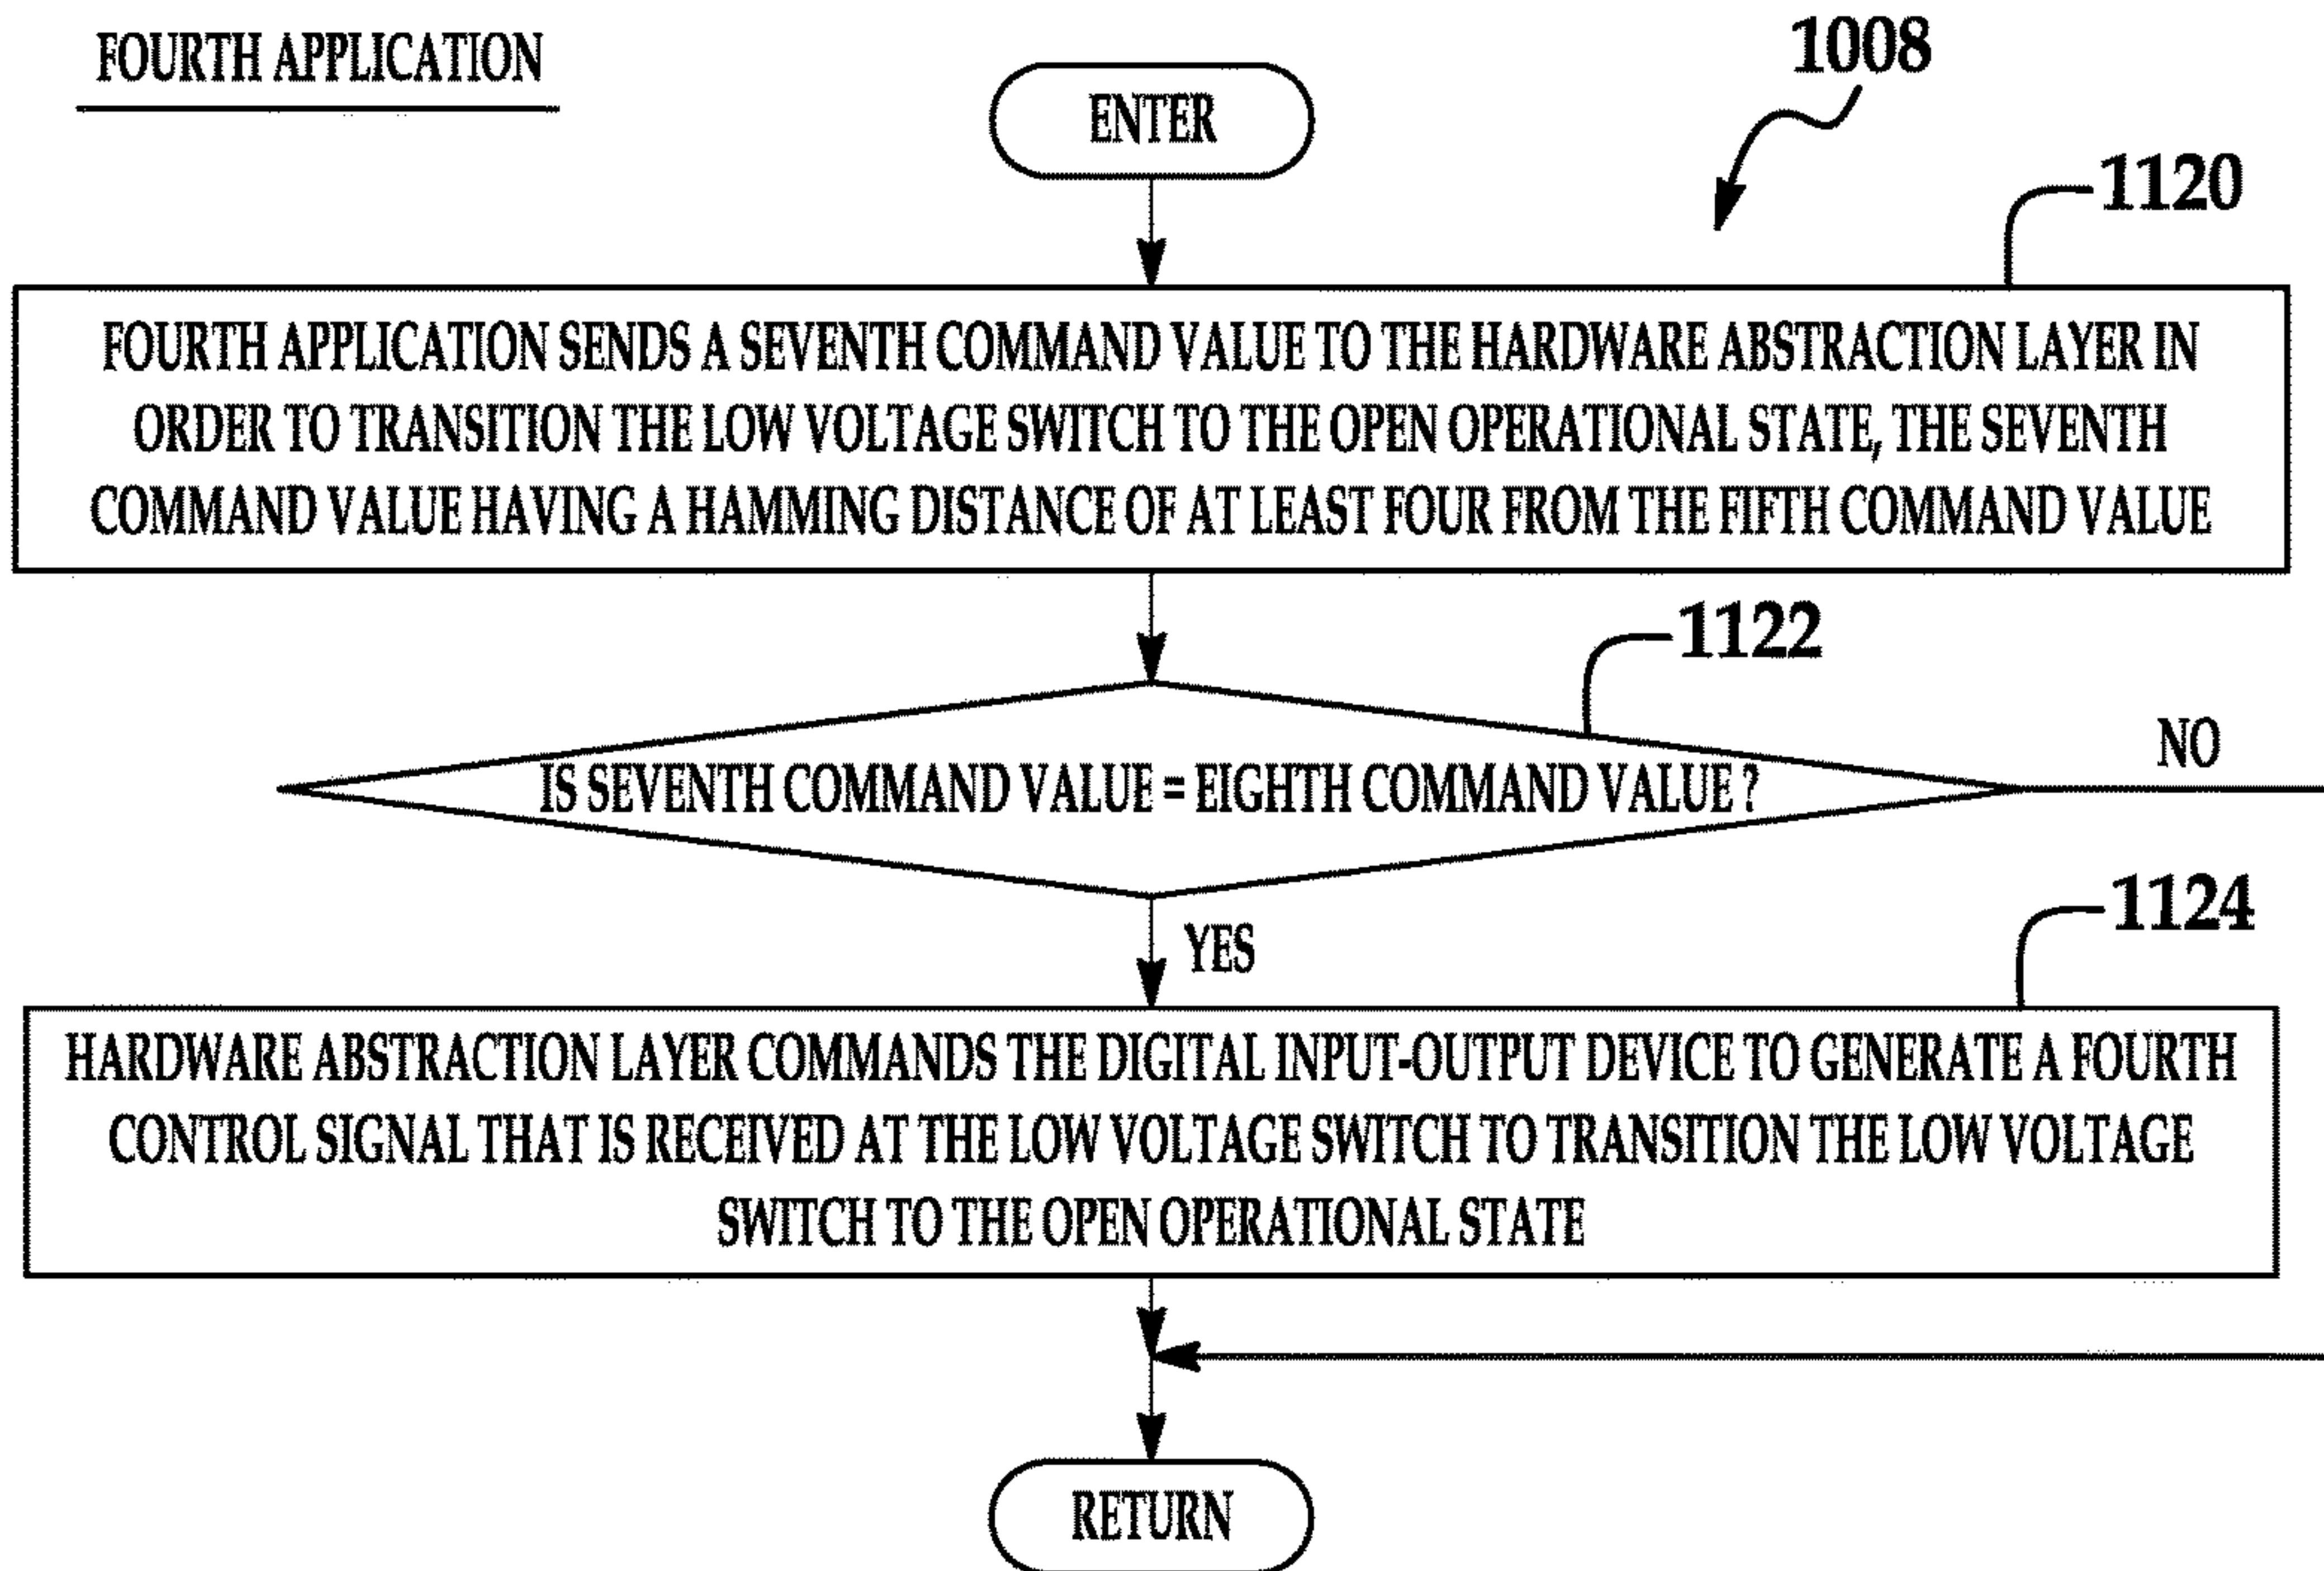 FOURTH APPLICATION
1008
ENTER
1120
FOURTH APPLICATION SENDS A SEVENTH COMMAND VALUE TO THE HARDWARE ABSTRACTION LAYER IN
ORDER TO TRANSITION THE LOW VOLTAGE SWITCH TO THE OPEN OPERATIONAL STATE, THE SEVENTH
COMMAND VALUE HAVING A HAMMING DISTANCE OF AT LEAST FOUR FROM THE FIFTH COMMAND VALUE
1122
NO
IS SEVENTH COMMAND VALUE = EIGHTH COMMAND VALUE ?
YES
1124
HARDWARE ABSTRACTION LAYER COMMANDS THE DIGITAL INPUT-OUTPUT DEVICE TO GENERATE A FOURTH
CONTROL SIGNAL THAT IS RECEIVED AT THE LOW VOLTAGE SWITCH TO TRANSITION THE LOW VOLTAGE
SWITCH TO THE OPEN OPERATIONAL STATE
RETURN